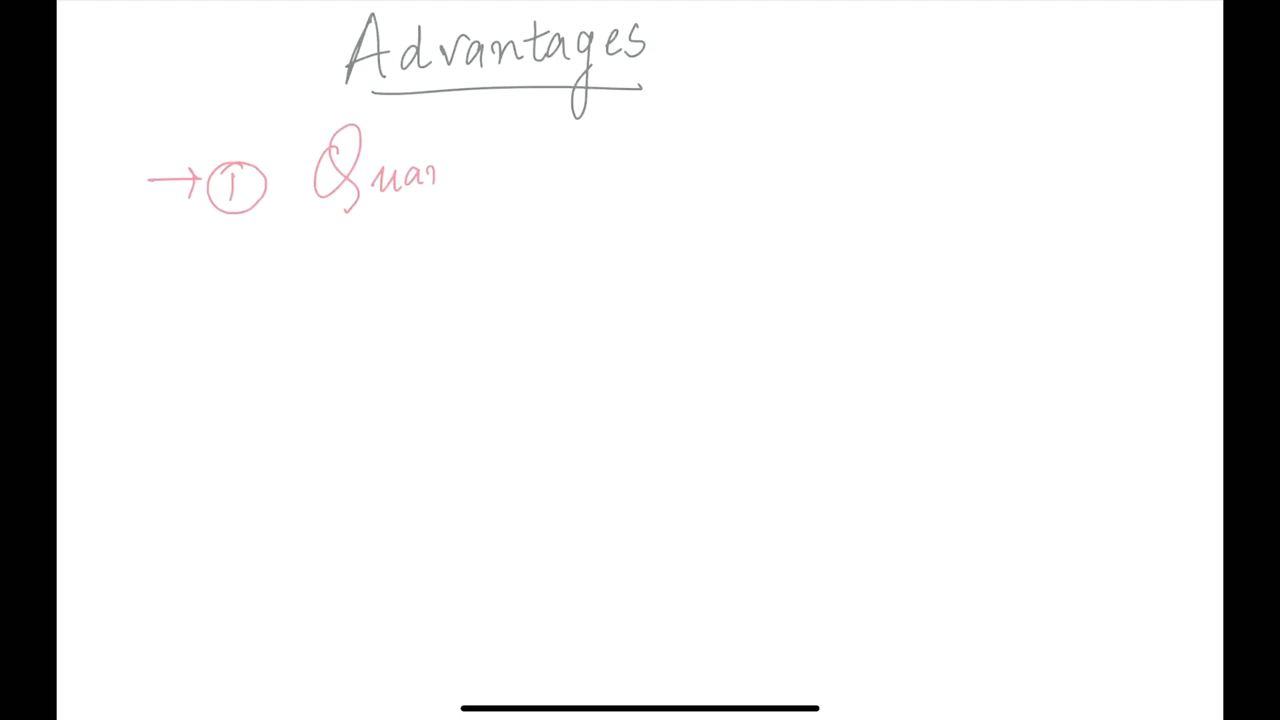 Advantages
→ ① Quan